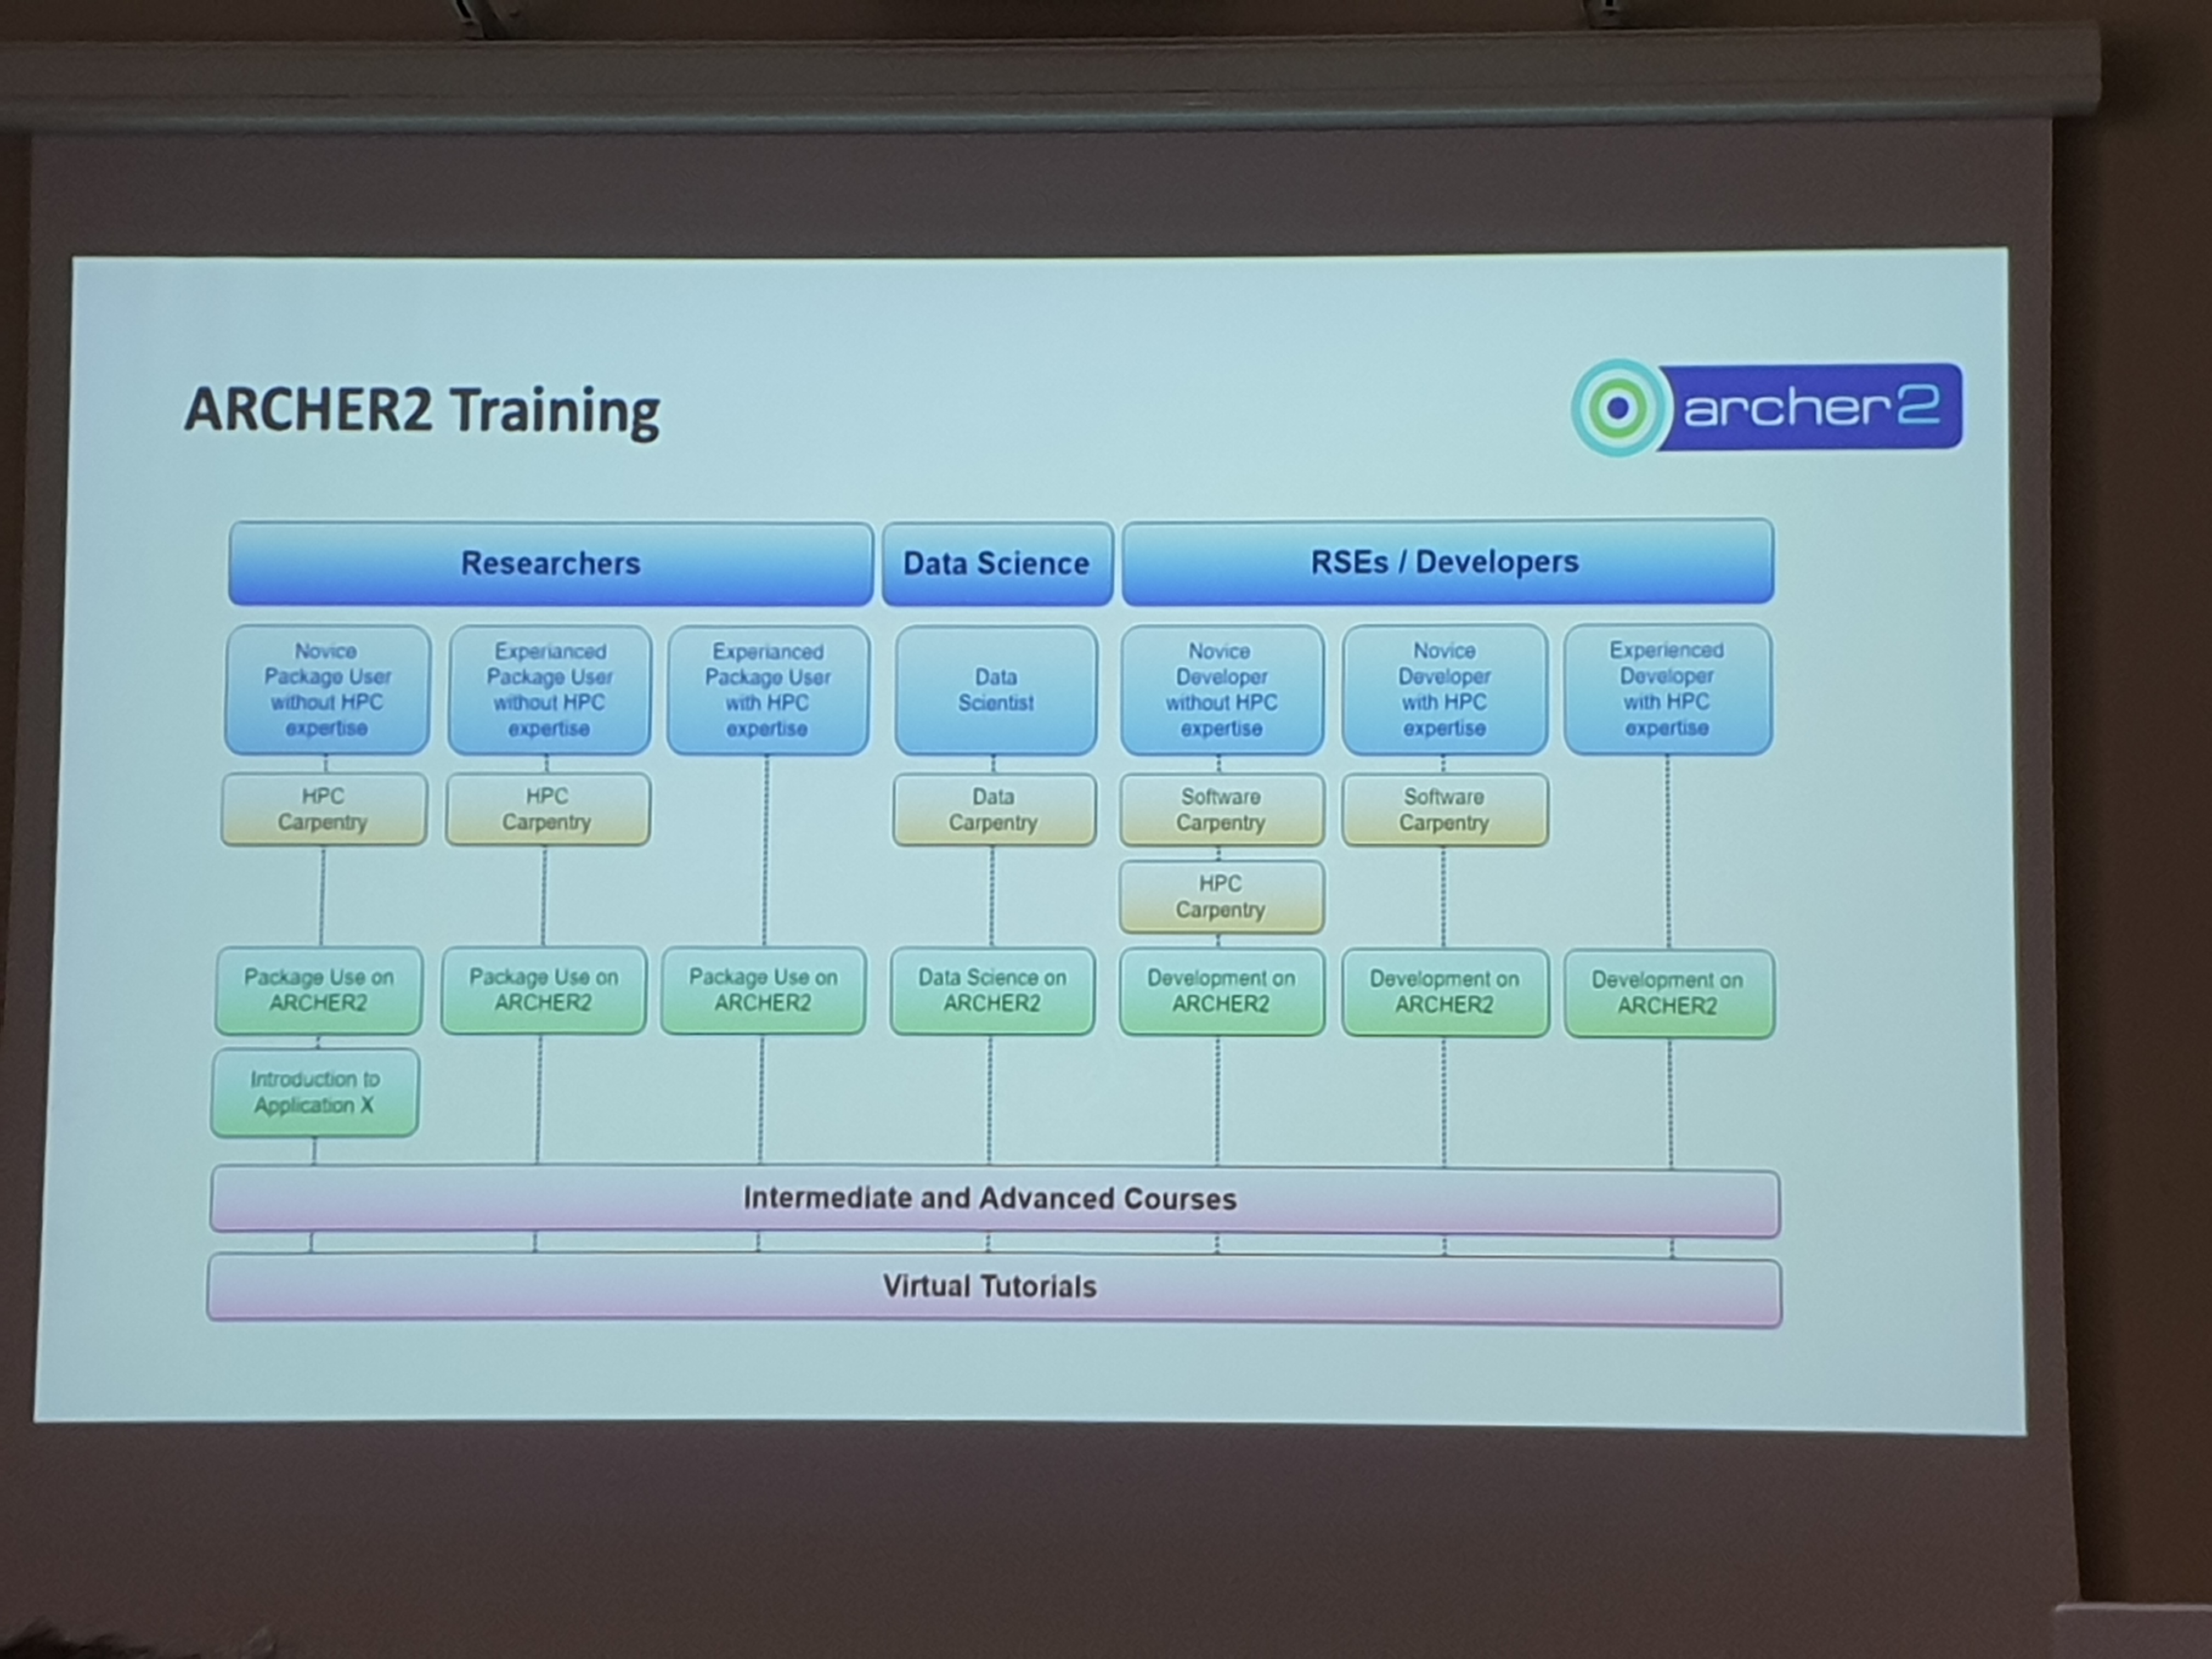 ARCHER2 Training
archer2
Researchers
Data Science
RSEs / Developers
Novice
Package User
without HPC
expertise
Experianced
Package User
without HPC
expertise
Experianced
Package User
with HPC
expertise
Data
Scientist
Novice
Developer
without HPC
expertise
Novice
Developer
with HPC
expertise
Experienced
Developer
with HPC
expertise
HPC
Carpentry
HPC
Carpentry
Data
Carpentry
Software
Carpentry
Software
Carpentry
HPC
Carpentry
Package Use on
ARCHER2
Package Use on
ARCHER2
Package Use on
ARCHER2
Data Science on
ARCHER2
Development on
ARCHER2
Development on
ARCHER2
Development on
ARCHER2
Introduction to
Application X
Intermediate and Advanced Courses
Virtual Tutorials